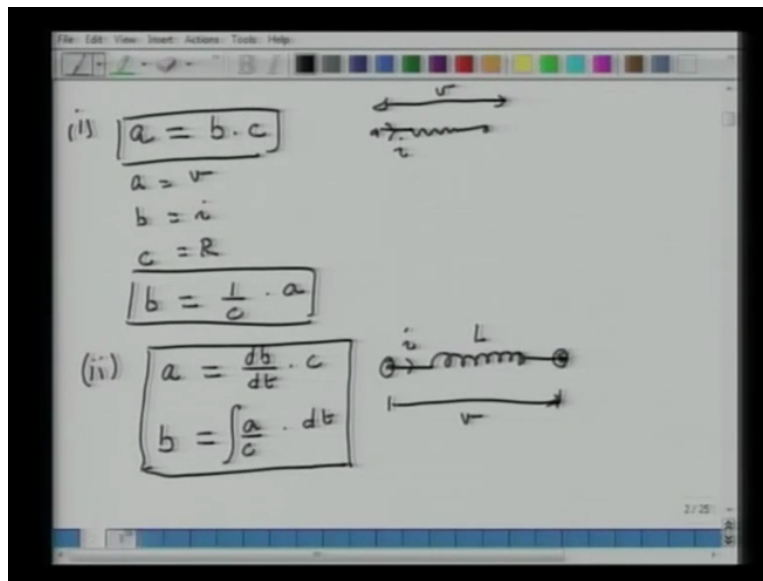 File Edit View Insert Actions Tools Help
B I
(i) a = b . c
v
i
a = v
b = i
c = R
b = 1/c . a
(ii) a = db/dt . c
b = ∫ a/c . dt
i L
v
2 / 25